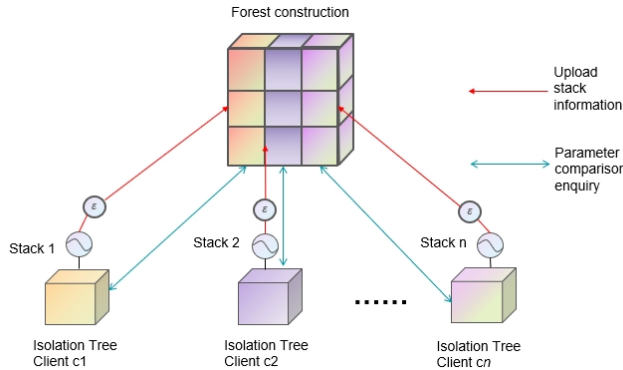 Forest construction
Upload
stack
information
Parameter
comparison
enquiry
ε
ε
ε
Stack 1
Stack 2
Stack n
......
Isolation Tree
Client c1
Isolation Tree
Client c2
Isolation Tree
Client cn